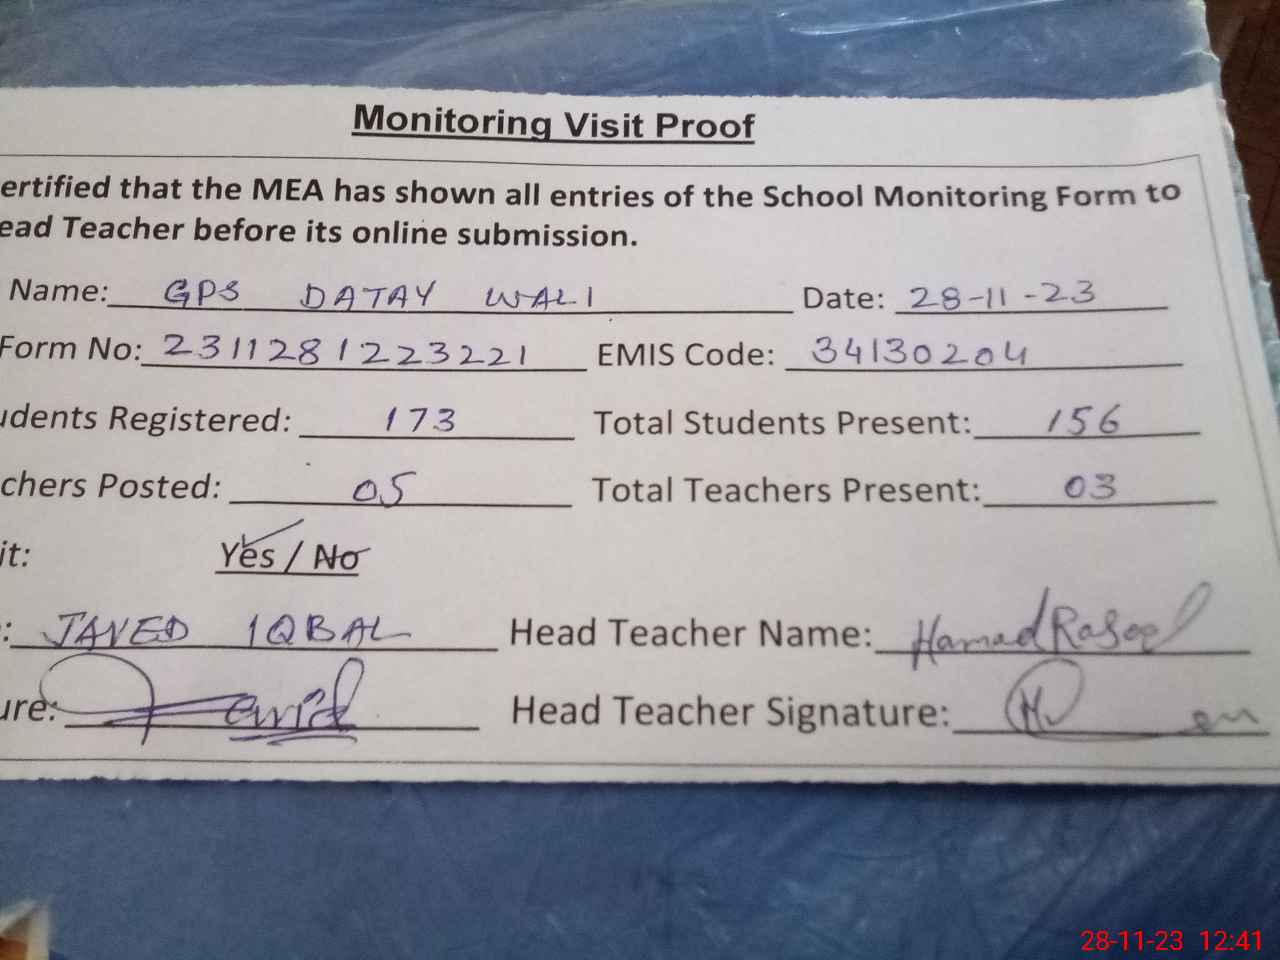 Monitoring Visit Proof
ertified that the MEA has shown all entries of the School Monitoring Form to
ead Teacher before its online submission.
Name: GPS DATAY WALI Date: 28-11-23
Form No: 2311281223221 EMIS Code: 34130204
udents Registered: 173 Total Students Present: 156
chers Posted: 05 Total Teachers Present: 03
it: Yes / No
: JAVED IQBAL Head Teacher Name: Hamad Rasool
ure: Head Teacher Signature:
28-11-23 12:41